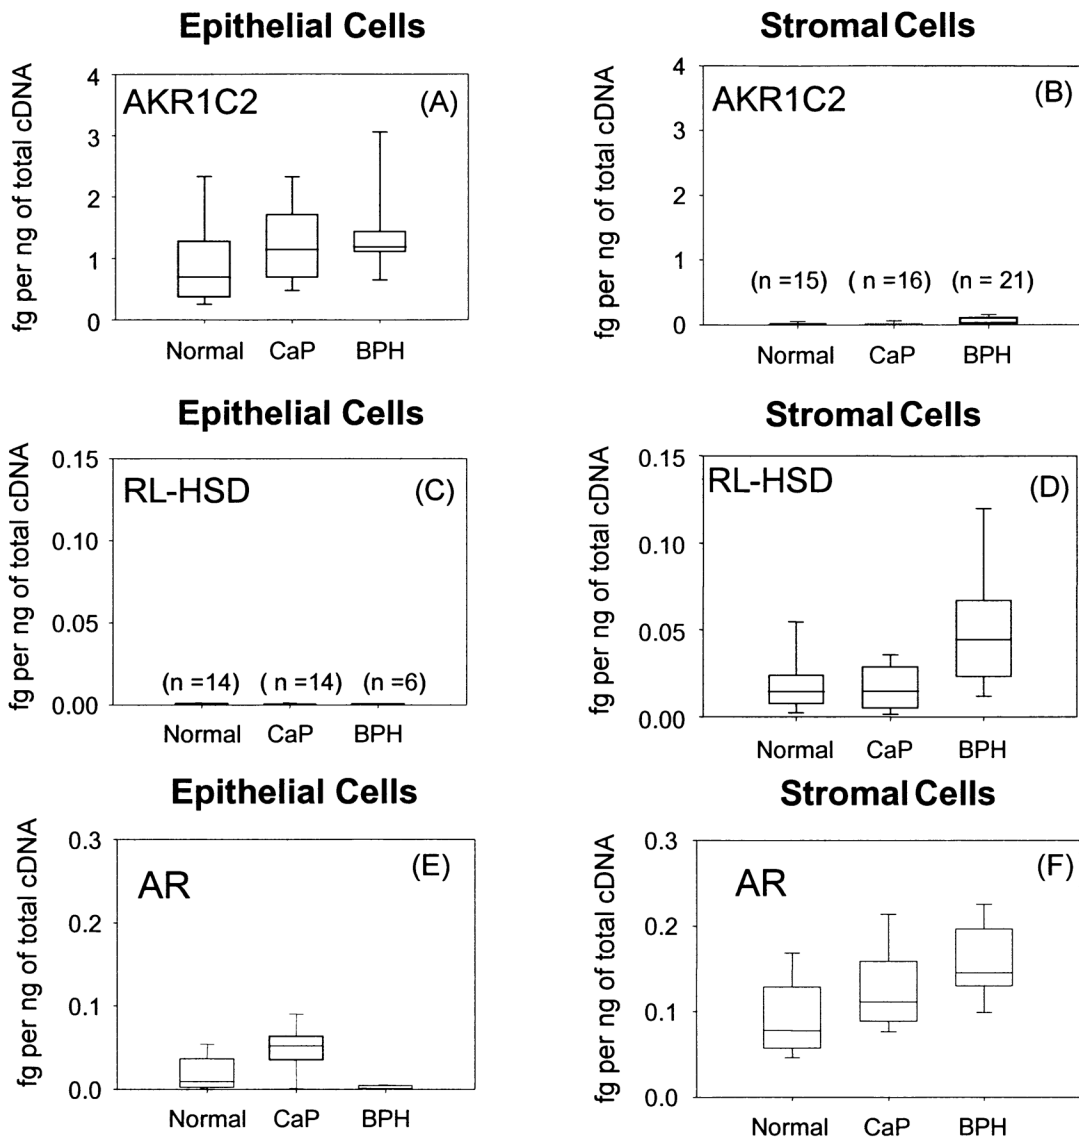 Epithelial Cells
Stromal Cells
fg per ng of total cDNA
4
3
2
1
0
AKR1C2
(A)
Normal
CaP
BPH
fg per ng of total cDNA
4
3
2
1
0
AKR1C2
(B)
(n =15)
( n =16)
(n = 21)
Normal
CaP
BPH
Epithelial Cells
Stromal Cells
fg per ng of total cDNA
0.15
0.10
0.05
0.00
RL-HSD
(C)
(n =14)
( n =14)
(n =6)
Normal
CaP
BPH
fg per ng of total cDNA
0.15
0.10
0.05
0.00
RL-HSD
(D)
Normal
CaP
BPH
Epithelial Cells
Stromal Cells
fg per ng of total cDNA
0.3
0.2
0.1
0.0
AR
(E)
Normal
CaP
BPH
fg per ng of total cDNA
0.3
0.2
0.1
0.0
AR
(F)
Normal
CaP
BPH